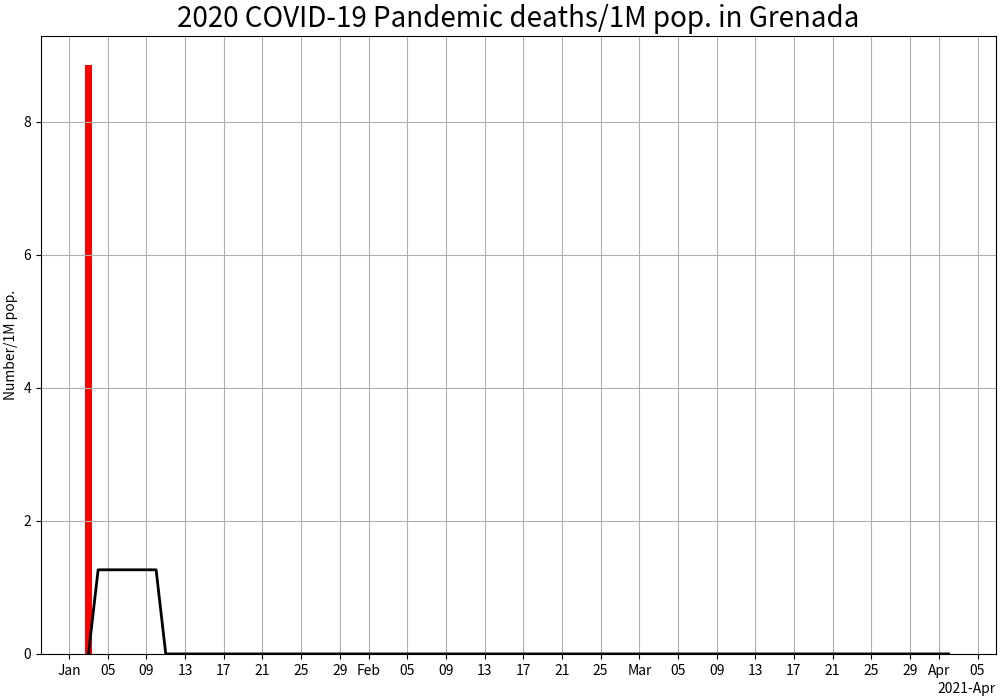 2020 COVID-19 Pandemic deaths/1M pop. in Grenada
Number/1M pop.
8
6
4
2
0
Jan 05 09 13 17 21 25 29 Feb 05 09 13 17 21 25 Mar 05 09 13 17 21 25 29 Apr 05
2021-Apr